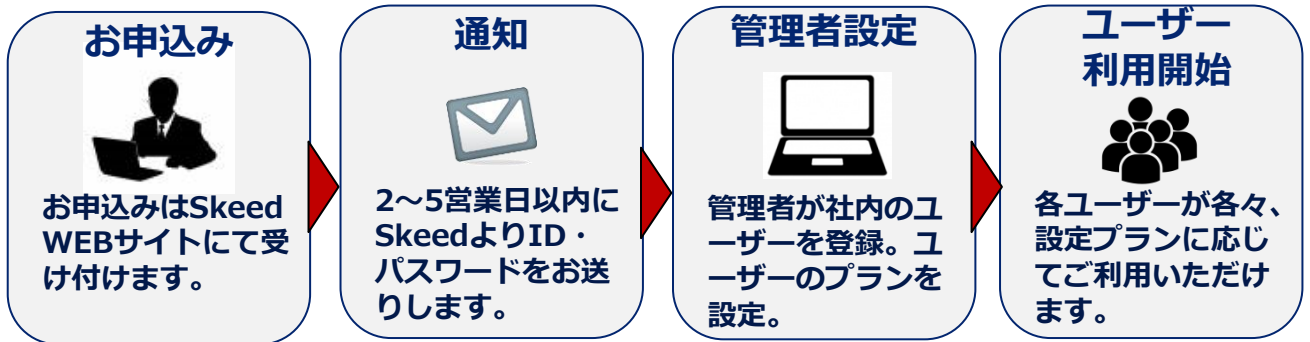 お申込み
お申込みはSkeed
WEBサイトにて受
け付けます。
通知
2～5営業日以内に
SkeedよりID・
パスワードをお送
りします。
管理者設定
管理者が社内のユ
ーザーを登録。ユ
ーザーのプランを
設定。
ユーザー
利用開始
各ユーザーが各々、
設定プランに応じ
てご利用いただけ
ます。